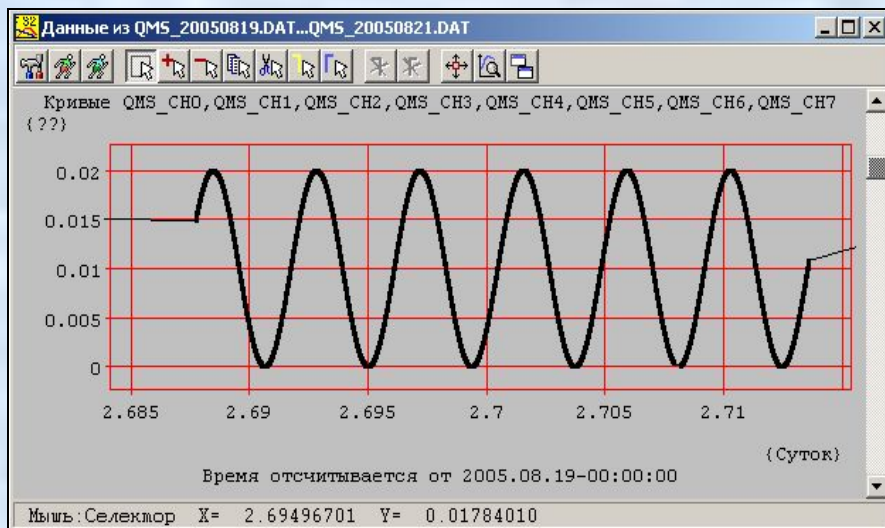 Данные из QMS_20050819.DAT...QMS_20050821.DAT
Кривые QMS_CH0,QMS_CH1,QMS_CH2,QMS_CH3,QMS_CH4,QMS_CH5,QMS_CH6,QMS_CH7
{??}
0.02
0.015
0.01
0.005
0
2.685 2.69 2.695 2.7 2.705 2.71
{Суток}
Время отсчитывается от 2005.08.19-00:00:00
Мышь:Селектор X= 2.69496701 Y= 0.01784010